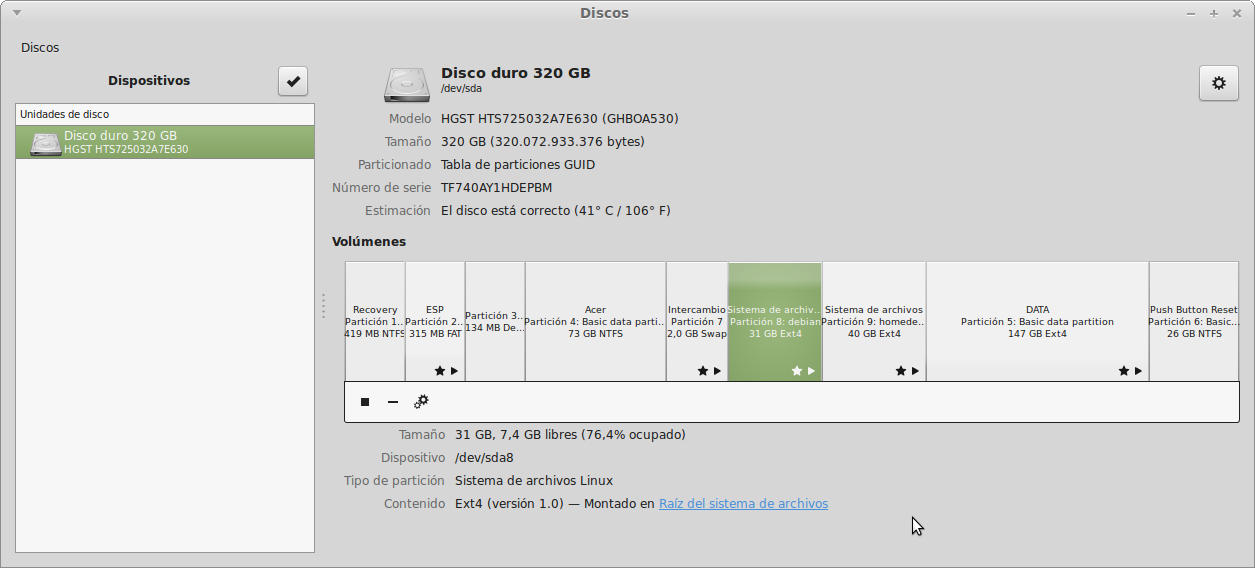 Discos
Discos
Dispositivos
Unidades de disco
Disco duro 320 GB
HGST HTS725032A7E630
Disco duro 320 GB
/dev/sda
Modelo HGST HTS725032A7E630 (GHBOA530)
Tamaño 320 GB (320.072.933.376 bytes)
Particionado Tabla de particiones GUID
Número de serie TF740AY1HDEPBM
Estimación El disco está correcto (41° C / 106° F)
Volúmenes
Recovery
Partición 1...
419 MB NTFS
ESP
Partición 2...
315 MB FAT
Partición 3...
134 MB De...
Acer
Partición 4: Basic data parti...
73 GB NTFS
Intercambio
Partición 7
2,0 GB Swap
Sistema de archiv...
Partición 8: debian
31 GB Ext4
Sistema de archivos
Partición 9: homede...
40 GB Ext4
DATA
Partición 5: Basic data partition
147 GB Ext4
Push Button Reset
Partición 6: Basic...
26 GB NTFS
Tamaño 31 GB, 7,4 GB libres (76,4% ocupado)
Dispositivo /dev/sda8
Tipo de partición Sistema de archivos Linux
Contenido Ext4 (versión 1.0) — Montado en Raíz del sistema de archivos